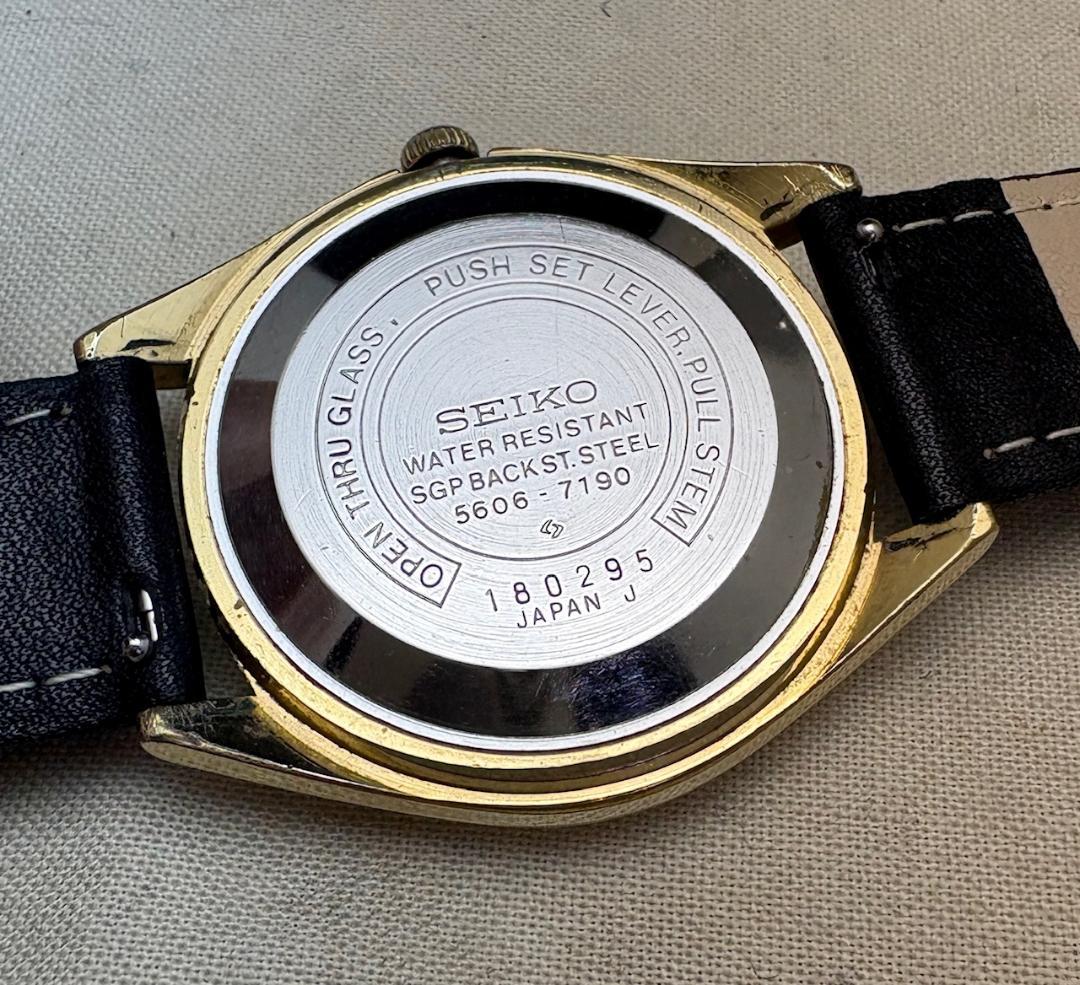 OPEN THRU GLASS, PUSH SET LEVER, PULL STEM
SEIKO
WATER RESISTANT
SGP BACK ST. STEEL
5606-7190
180295
JAPAN J